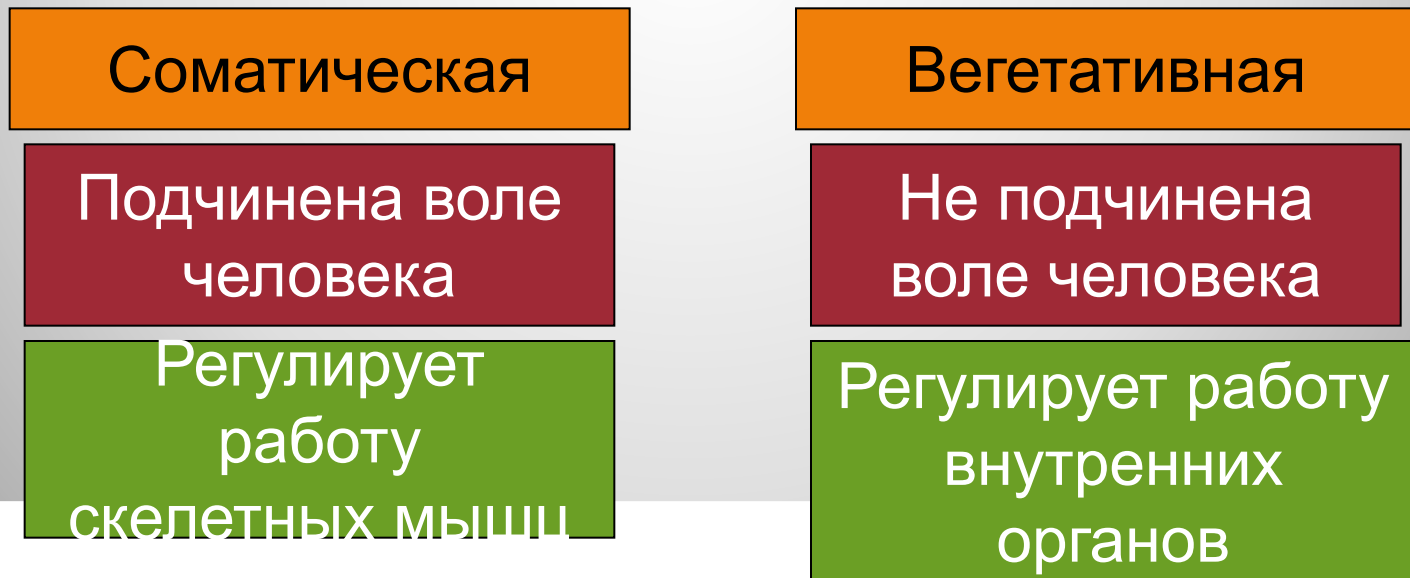 Соматическая
Подчинена воле
человека
Регулирует
работу
скелетных мышц
Вегетативная
Не подчинена
воле человека
Регулирует работу
внутренних
органов